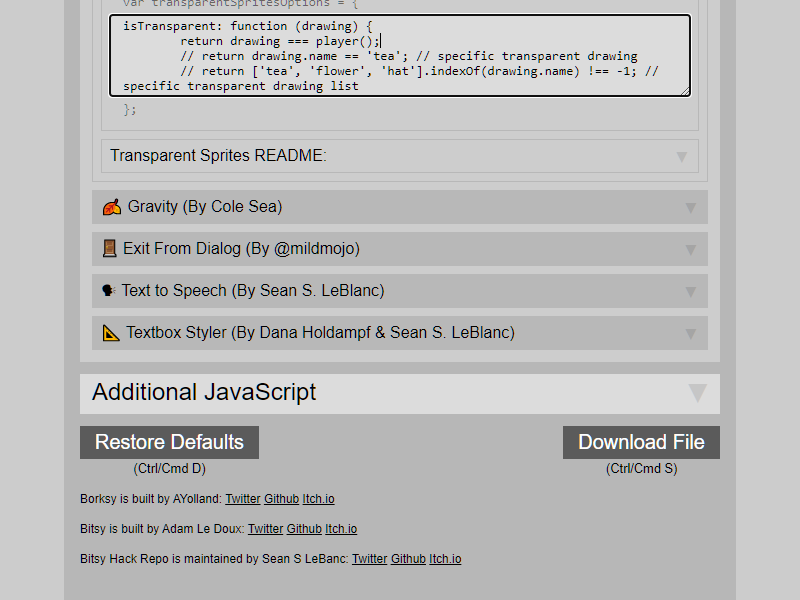 var transparentSpritesOptions = {
isTransparent: function (drawing) {
return drawing === player();
// return drawing.name == 'tea'; // specific transparent drawing
// return ['tea', 'flower', 'hat'].indexOf(drawing.name) !== -1; //
specific transparent drawing list
};
Transparent Sprites README:
Gravity (By Cole Sea)
Exit From Dialog (By @mildmojo)
Text to Speech (By Sean S. LeBlanc)
Textbox Styler (By Dana Holdampf & Sean S. LeBlanc)
Additional JavaScript
Restore Defaults Download File
(Ctrl/Cmd D) (Ctrl/Cmd S)
Borksy is built by AYolland: Twitter Github Itch.io
Bitsy is built by Adam Le Doux: Twitter Github Itch.io
Bitsy Hack Repo is maintained by Sean S LeBanc: Twitter Github Itch.io